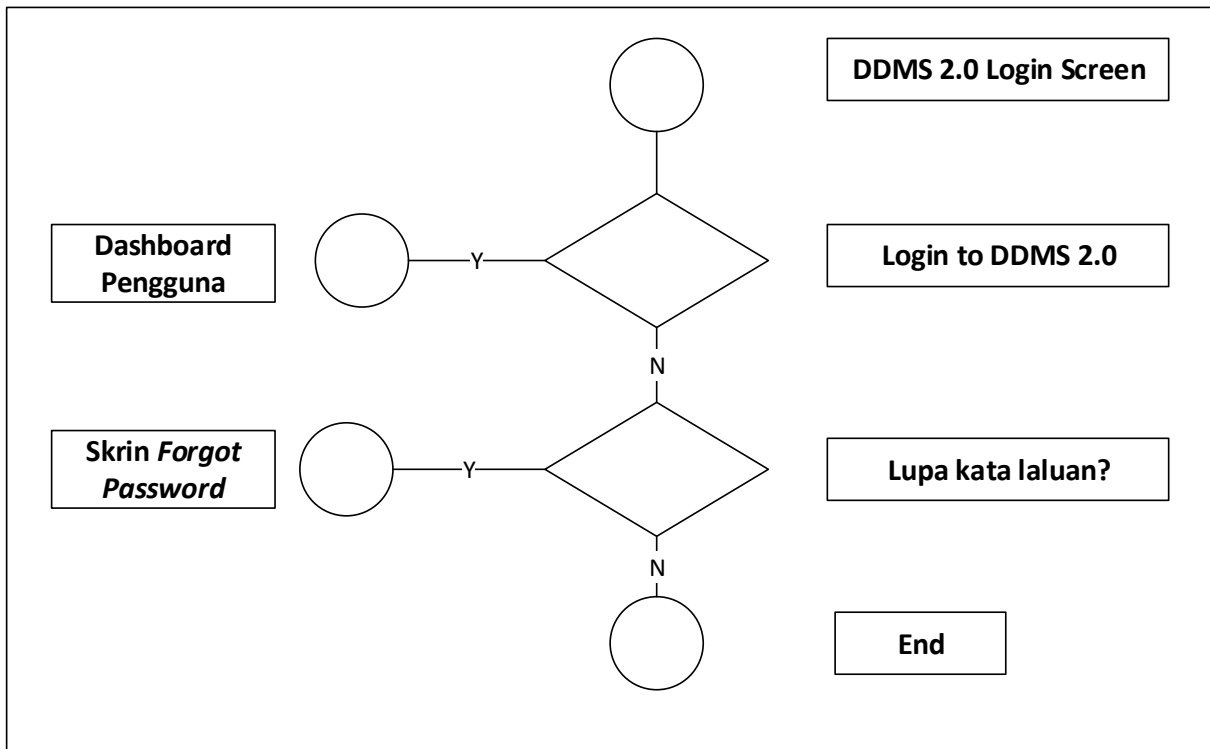 DDMS 2.0 Login Screen
Dashboard
Pengguna
Y
Login to DDMS 2.0
N
Skrin Forgot
Password
Y
Lupa kata laluan?
N
End